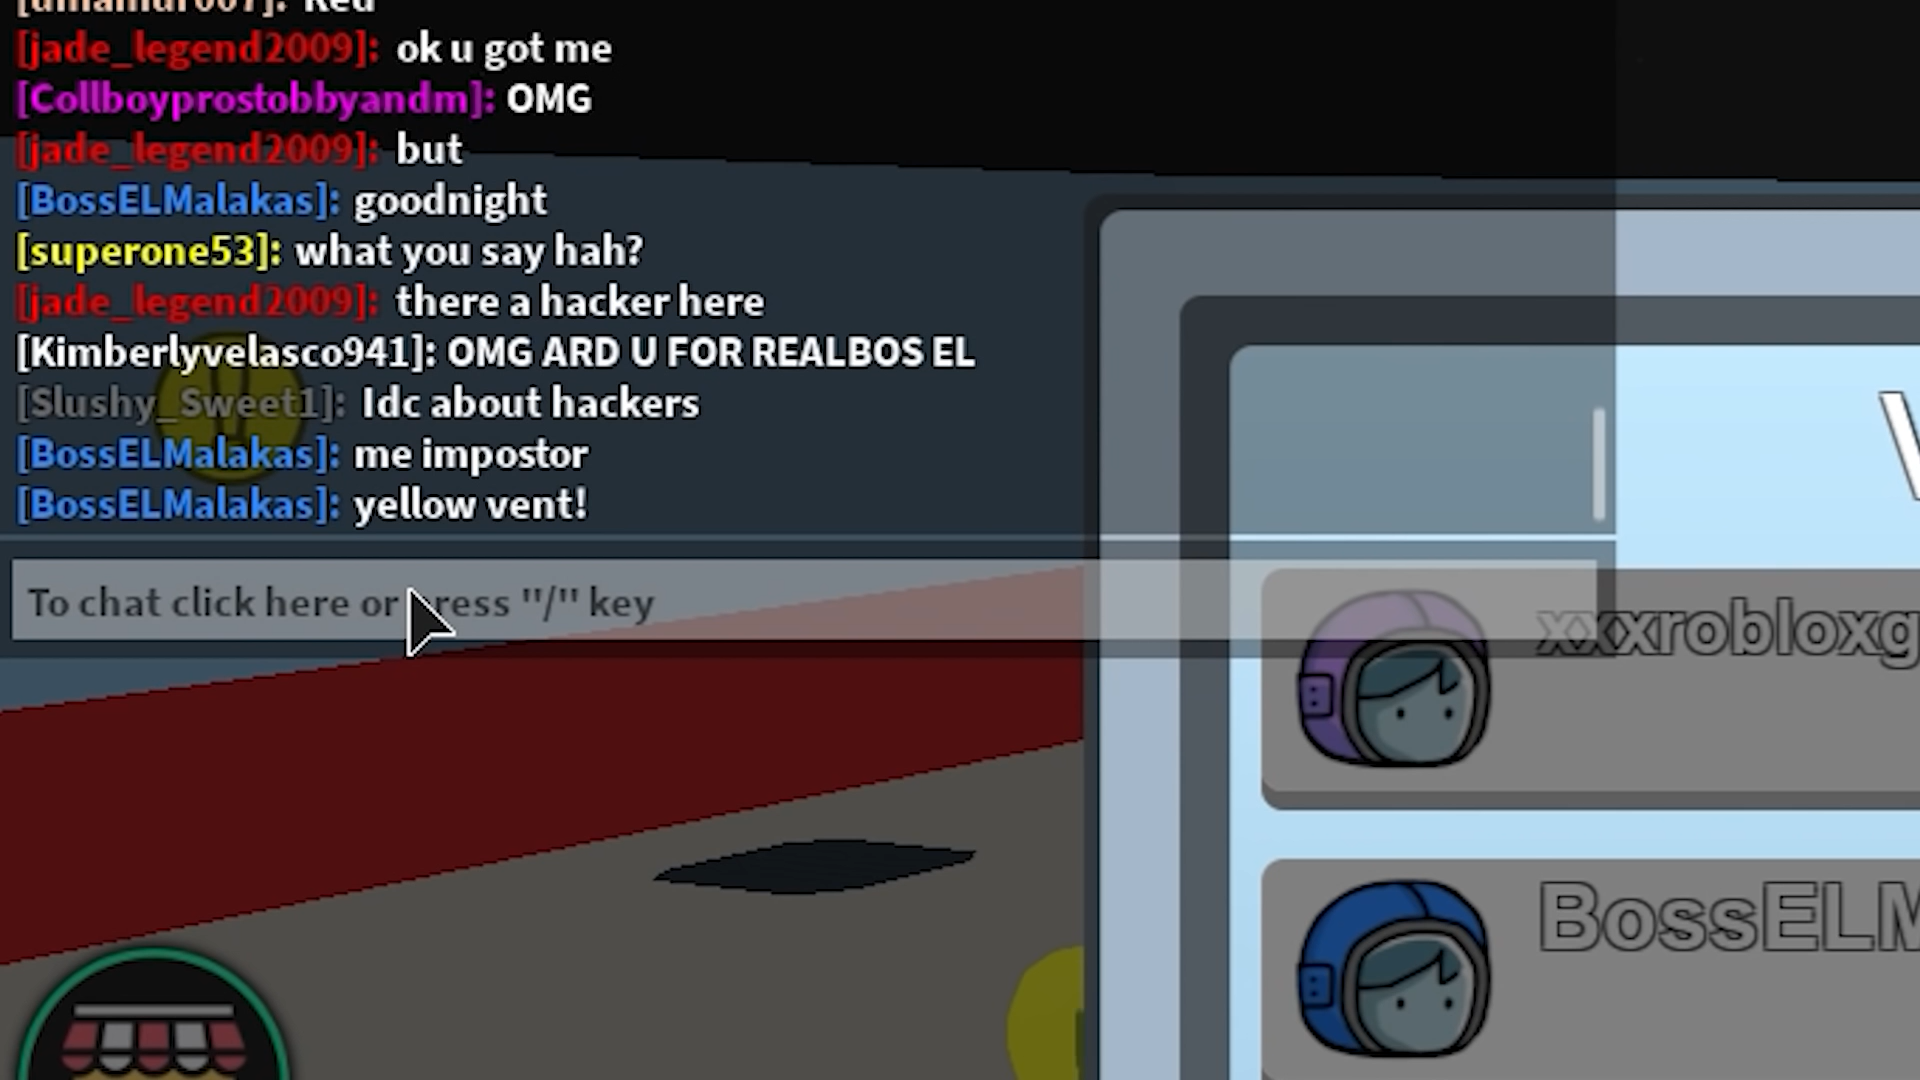 Red
[jade_legend2009]: ok u got me
[Collboyprostobbyandm]: OMG
[jade_legend2009]: but
[BossELMalakas]: goodnight
[superone53]: what you say hah?
[jade_legend2009]: there a hacker here
[Kimberlyvelasco941]: OMG ARD U FOR REALBOS EL
[Slushy_Sweet1]: Idc about hackers
[BossELMalakas]: me impostor
[BossELMalakas]: yellow vent!
To chat click here or press "/" key
xxxrobloxg
BossELM